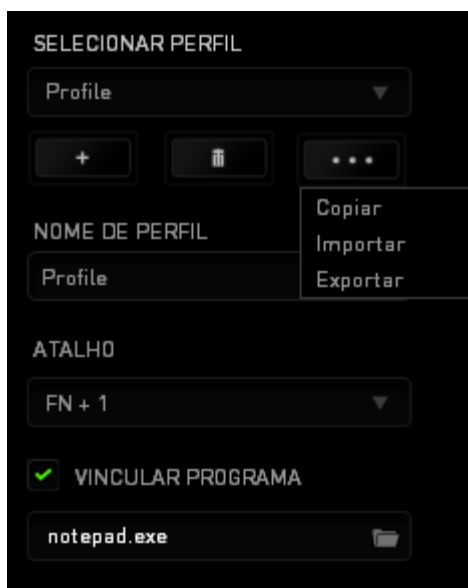 SELECIONAR PERFIL
Profile
+
•••
Copiar
Importar
Exportar
NOME DE PERFIL
Profile
ATALHO
FN + 1
VINCULAR PROGRAMA
notepad.exe